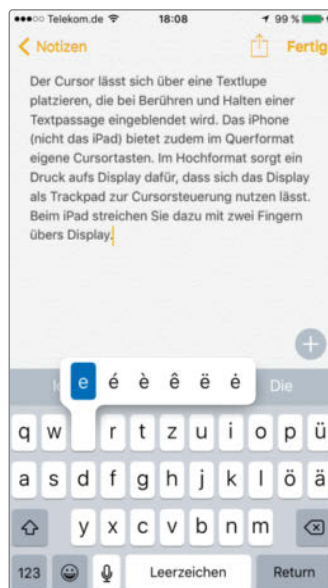 Telekom.de 18:08 99 %
Notizen Fertig
Der Cursor lässt sich über eine Textlupe
platzieren, die bei Berühren und Halten einer
Textpassage eingeblendet wird. Das iPhone
(nicht das iPad) bietet zudem im Querformat
eigene Cursortasten. Im Hochformat sorgt ein
Druck aufs Display dafür, dass sich das Display
als Trackpad zur Cursorsteuerung nutzen lässt.
Beim iPad streichen Sie dazu mit zwei Fingern
übers Display.
e é è ê ë ė Die
q w r t z u i o p ü
a s d f g h j k l ö ä
y x c v b n m
123 Leerzeichen Return